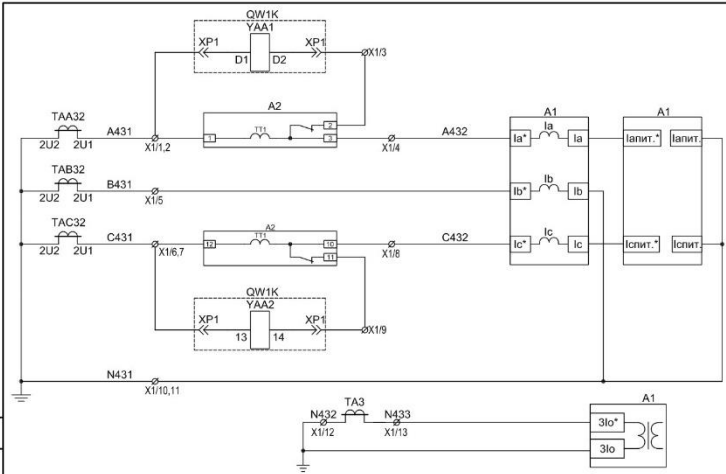 QW1K
YAA1
XP1 XP1
D1 D2
X1/3
A2
TAA32
A431
1 TT1 2
3
A432
2U2 2U1
X1/1,2
X1/4
A1 A1
Ia* Ia Ia Iапит.* Iапит.
TAB32
B431
2U2 2U1
X1/5
Ib* Ib Ib
TAC32
C431
A2
12 TT1 10
11
C432
2U2 2U1
X1/6,7
X1/8
Ic* Ic Ic Iспит.* Iспит.
QW1K
YAA2
XP1 XP1
13 14
X1/9
N431
X1/10,11
TA3
N432 N433
X1/12 X1/13
A1
3Io*
3Io